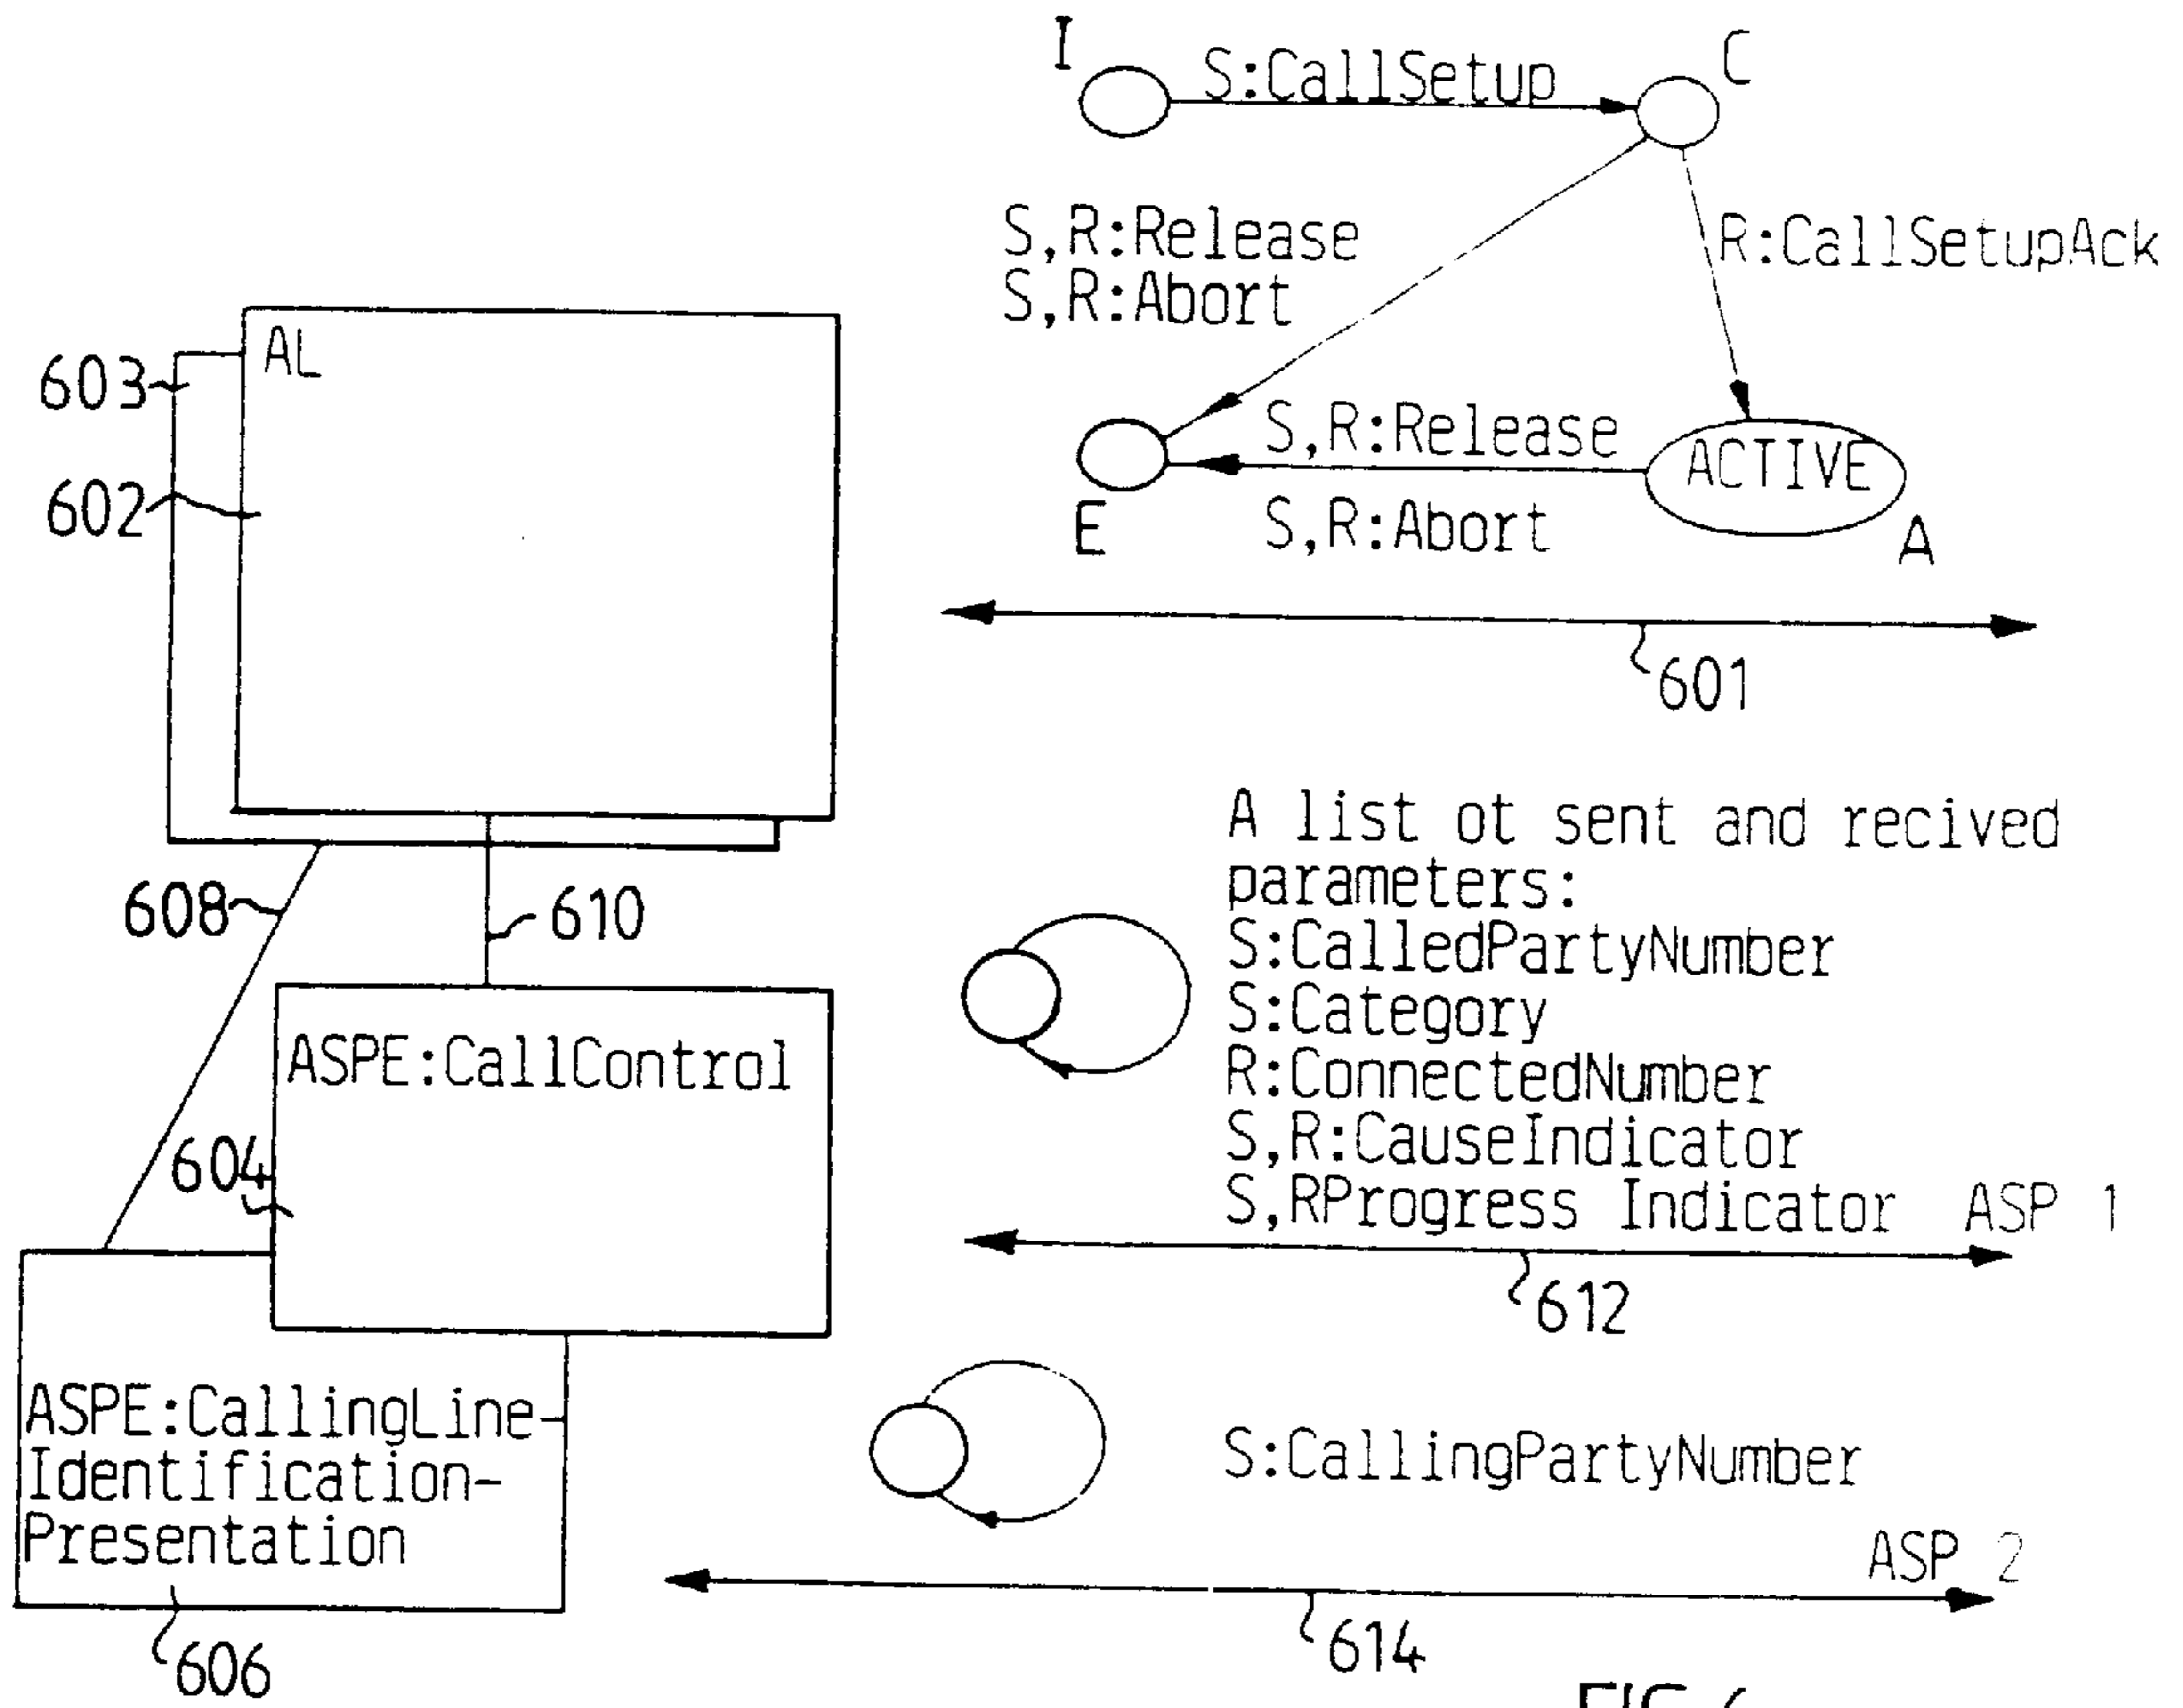 I
S:CallSetup
C
S,R:Release
S,R:Abort
R:CallSetupAck
AL
603
602
S,R:Release
ACTIVE
E
S,R:Abort
A
601
A list ot sent and recived
parameters:
S:CalledPartyNumber
S:Category
R:ConnectedNumber
S,R:CauseIndicator
S,RProgress Indicator
ASP 1
608
610
ASPE:CallControl
604
612
ASPE:CallingLine-
Identification-
Presentation
S:CallingPartyNumber
ASP 2
606
614